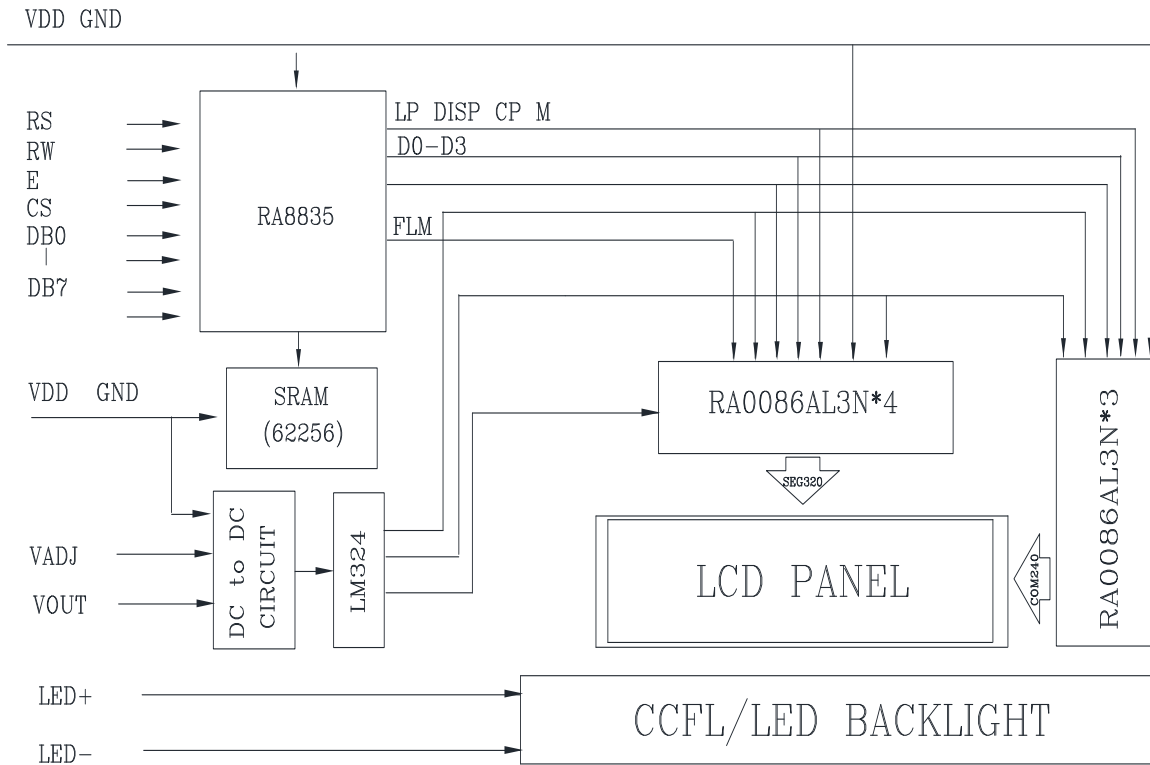 VDD GND
RS
RW
E
CS
DB0
|
DB7
RA8835
LP DISP CP M
D0-D3
FLM
VDD GND
SRAM
(62256)
RA0086AL3N*4
SEG320
RA0086AL3N*3
COM240
VADJ
VOUT
DC to DC
CIRCUIT
LM324
LCD PANEL
LED+
LED-
CCFL/LED BACKLIGHT